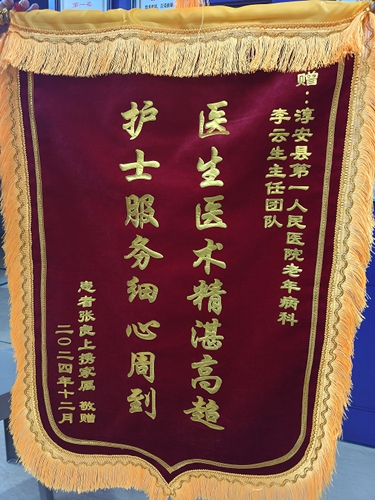 赠：淳安县第一人民医院老年病科
李云生主任团队
医生医术精湛高超
护士服务细心周到
患者张良上携家属 敬赠
二〇二四年十二月